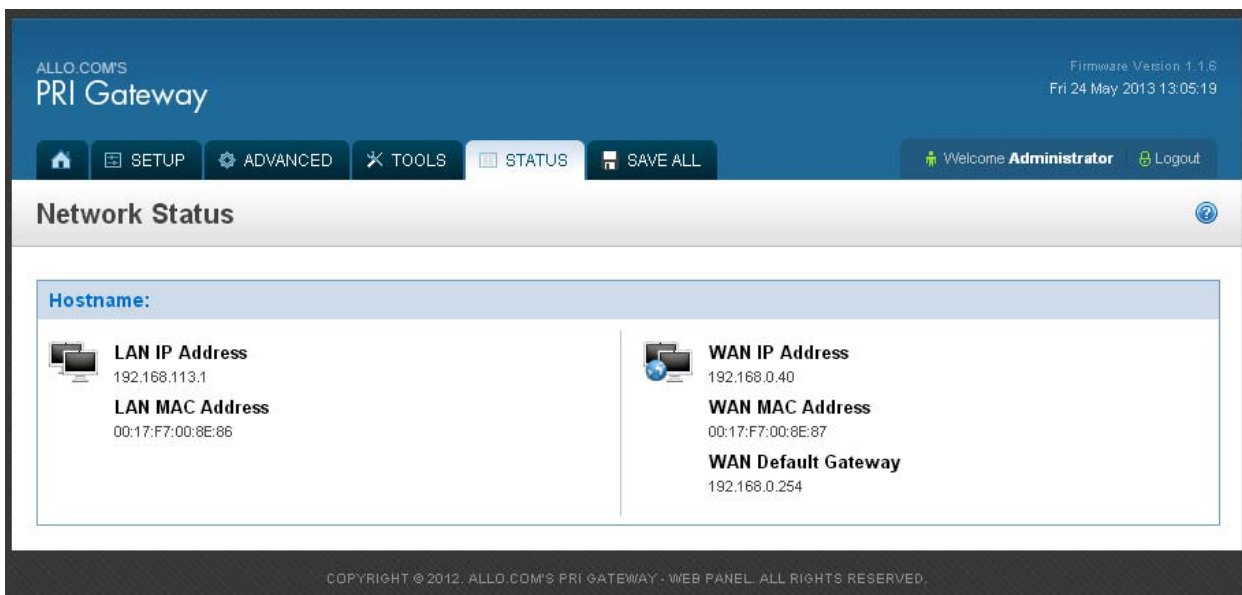 ALLO.COM'S
PRI Gateway
Firmware Version 1.1.6
Fri 24 May 2013 13:05:19
SETUP ADVANCED TOOLS STATUS SAVE ALL Welcome Administrator Logout
Network Status
Hostname:
LAN IP Address
192.168.113.1
LAN MAC Address
00:17:F7:00:8E:86
WAN IP Address
192.168.0.40
WAN MAC Address
00:17:F7:00:8E:87
WAN Default Gateway
192.168.0.254
COPYRIGHT © 2012. ALLO.COM'S PRI GATEWAY - WEB PANEL. ALL RIGHTS RESERVED.